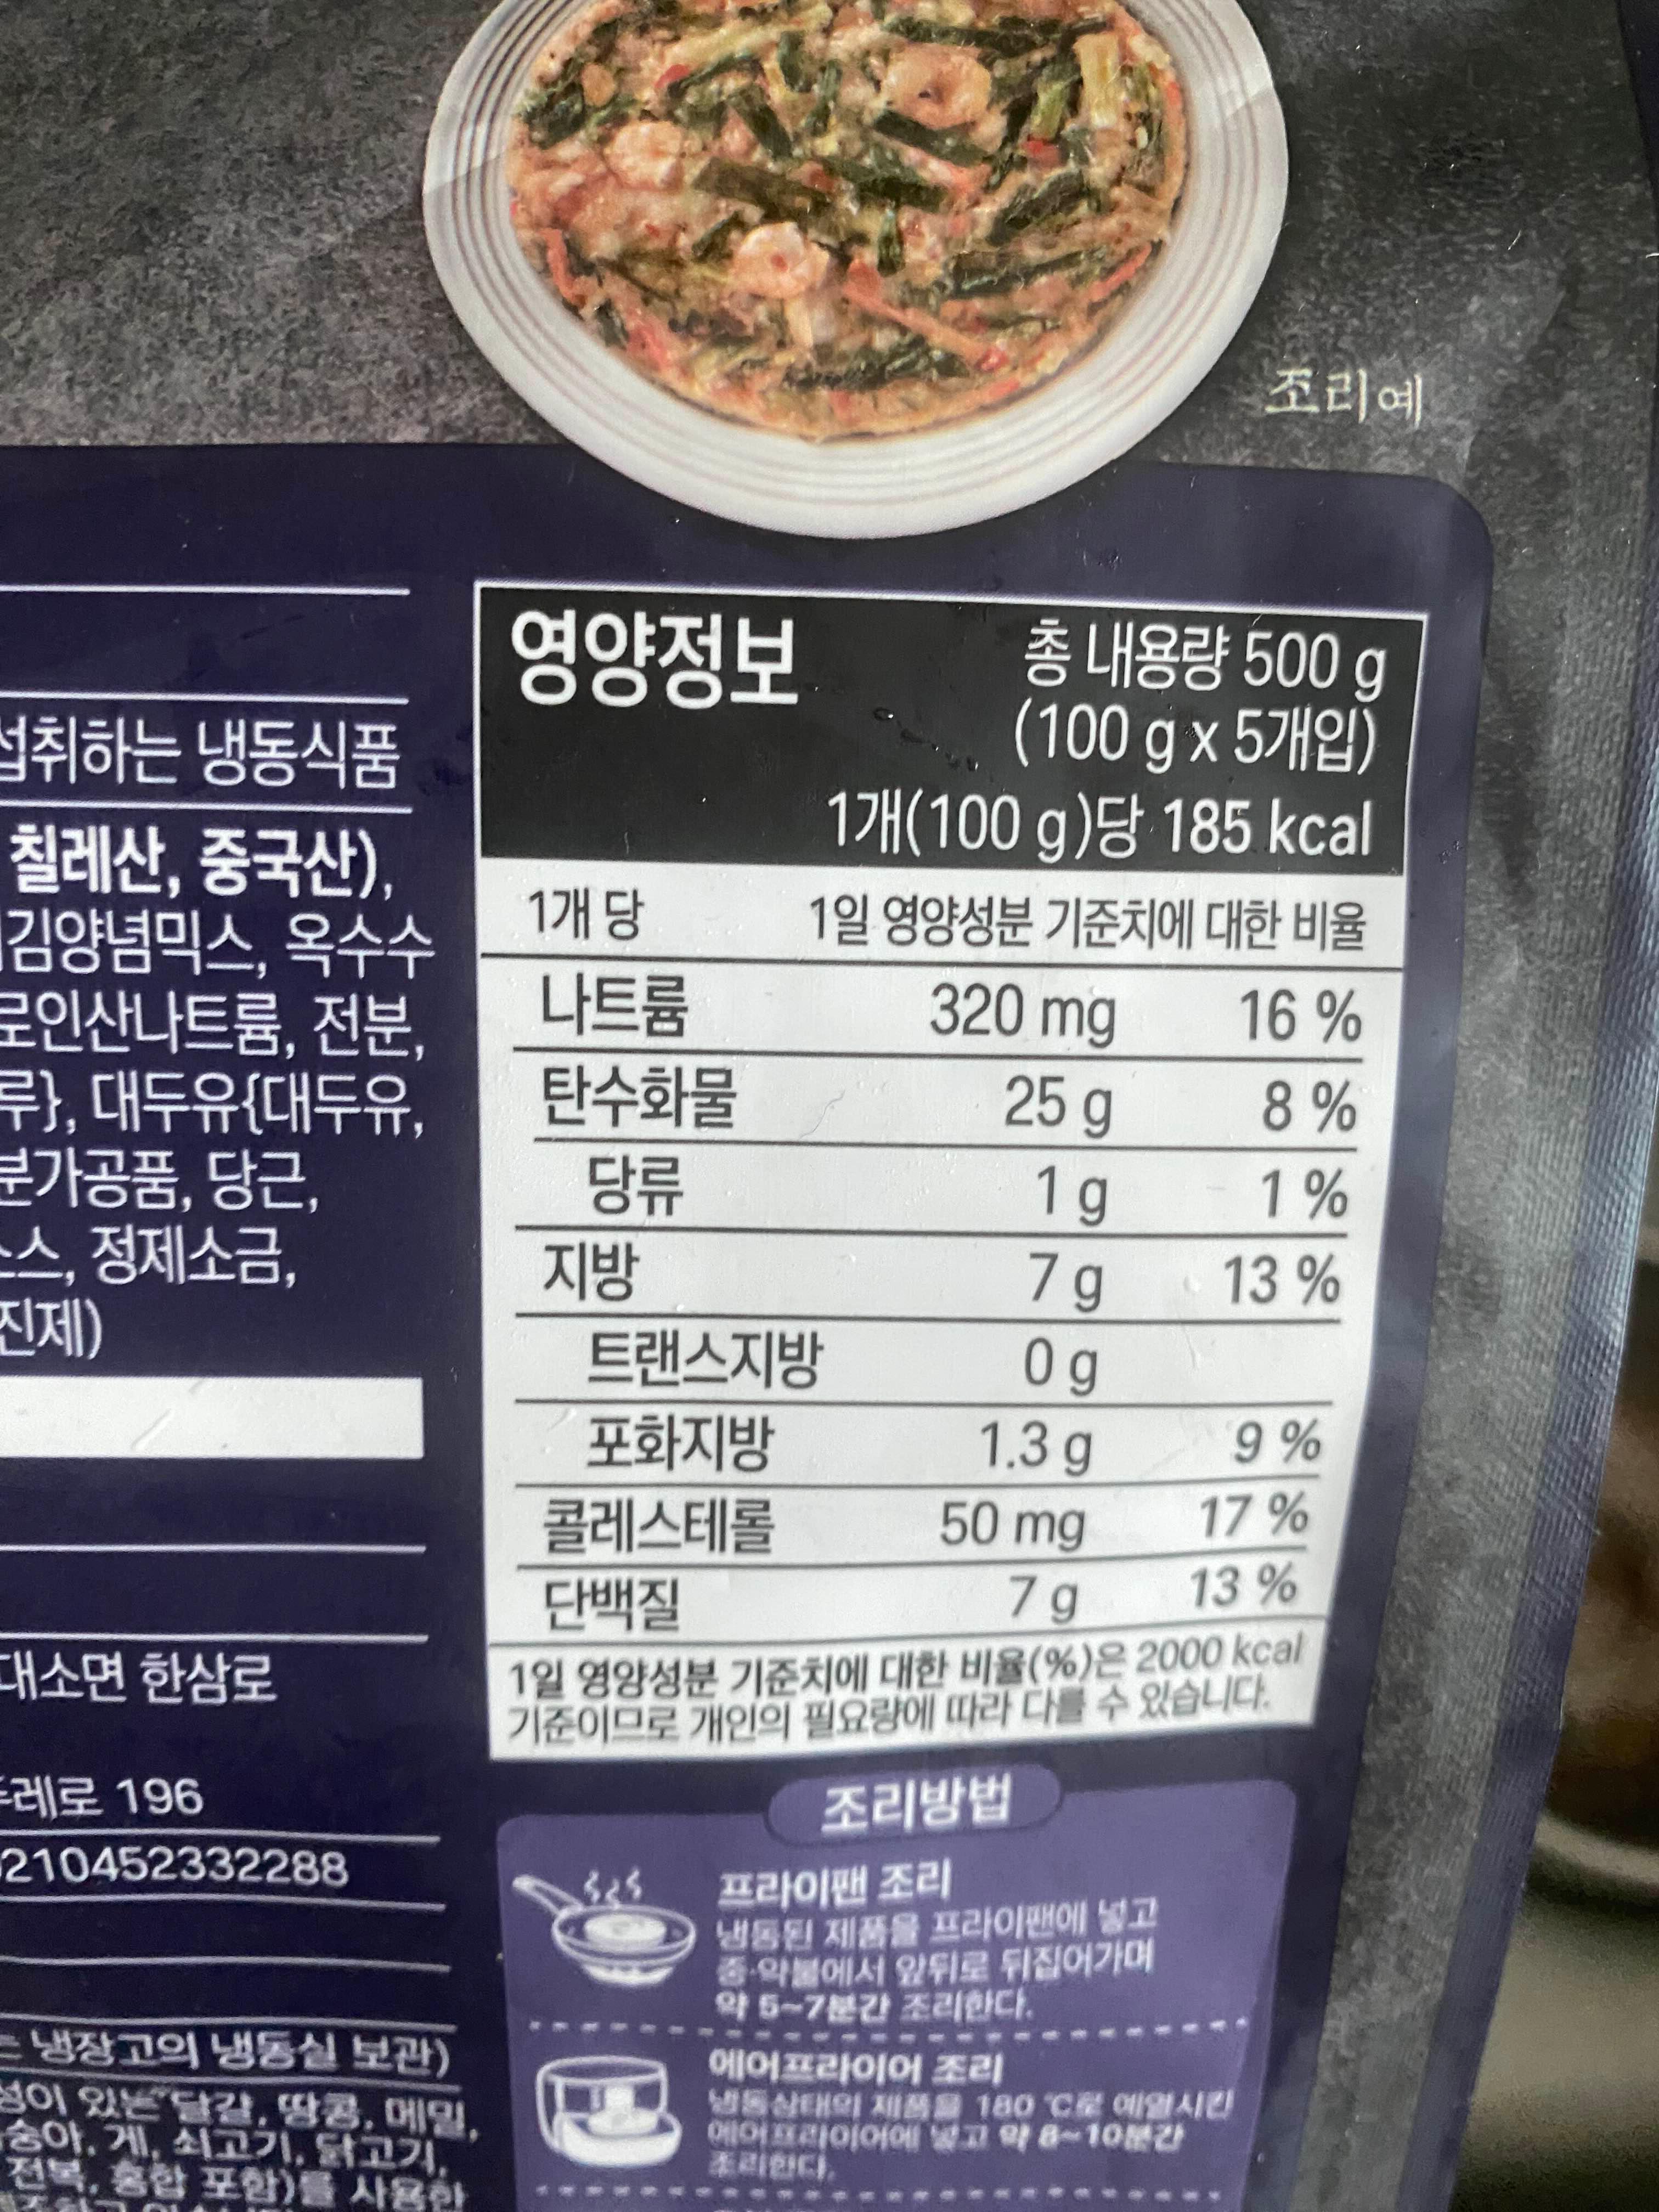 조리예
섭취하는 냉동식품
칠레산, 중국산),
김양념믹스, 옥수수
로인산나트륨, 전분,
루}, 대두유{대두유,
분가공품, 당근,
스, 정제소금,
진제)
대소면 한삼로
레로 196
210452332288
냉장고의 냉동실 보관)
성이 있는 달걀, 땅콩, 메밀,
숭아, 게, 쇠고기, 닭고기,
전복, 홍합 포함)를 사용한
영양정보
총 내용량 500 g
(100 g x 5개입)
1개(100 g)당 185 kcal
1개 당 1일 영양성분 기준치에 대한 비율
나트륨 320 mg 16 %
탄수화물 25 g 8 %
당류 1 g 1 %
지방 7 g 13 %
트랜스지방 0 g
포화지방 1.3 g 9 %
콜레스테롤 50 mg 17 %
단백질 7 g 13 %
1일 영양성분 기준치에 대한 비율(%)은 2000 kcal
기준이므로 개인의 필요량에 따라 다를 수 있습니다.
조리방법
프라이팬 조리
냉동된 제품을 프라이팬에 넣고
중·약불에서 앞뒤로 뒤집어가며
약 5~7분간 조리한다.
에어프라이어 조리
냉동상태의 제품을 180 ℃로 예열시킨
에어프라이어에 넣고 약 8~10분간
조리한다.